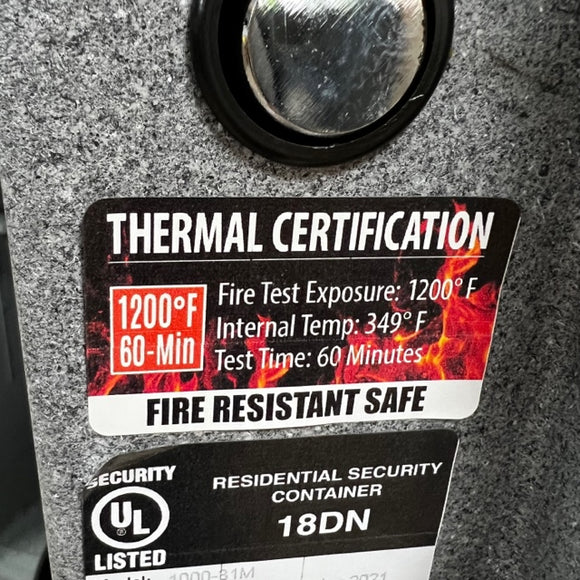 THERMAL CERTIFICATION
1200°F
60-Min
Fire Test Exposure: 1200°F
Internal Temp: 349°F
Test Time: 60 Minutes
FIRE RESISTANT SAFE
SECURITY
UL
LISTED
RESIDENTIAL SECURITY
CONTAINER
18DN
2021